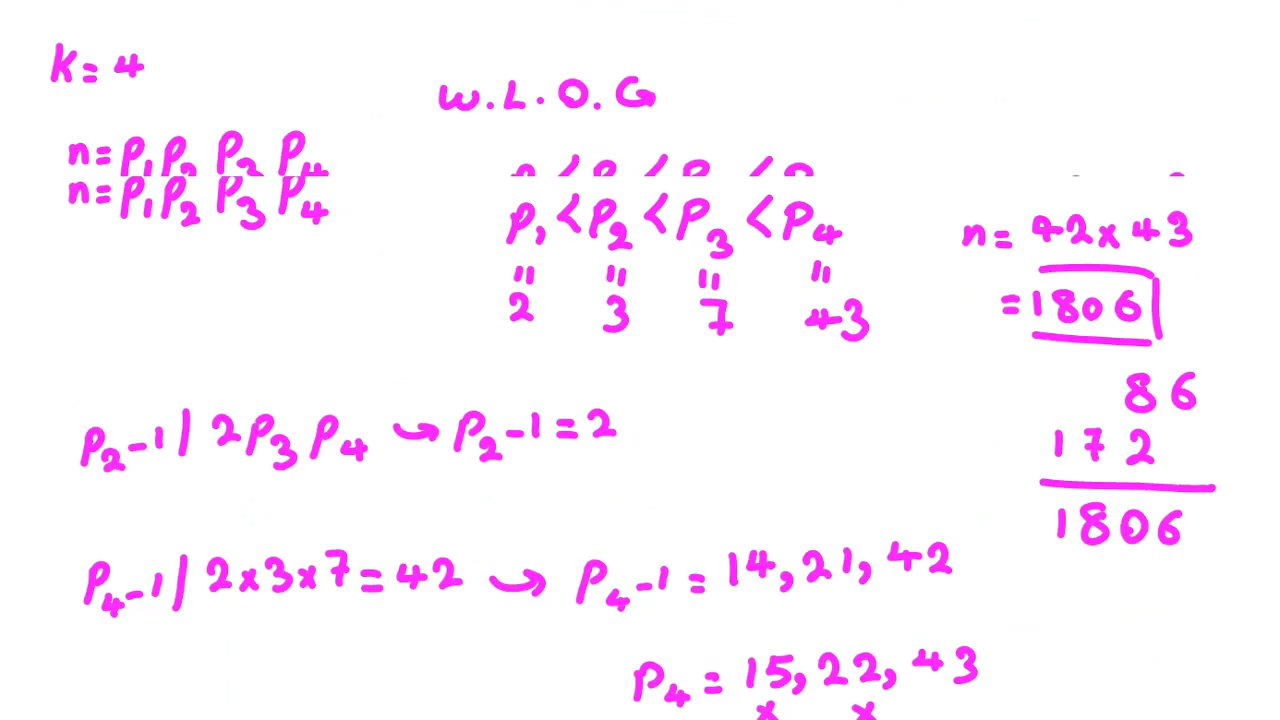 K = 4
W.L.O.G
n = P₁ P₂ P₃ P₄
n = P₁ P₂ P₃ P₄
P₁ < P₂ < P₃ < P₄
" " " "
2 3 7 43
n = 42 × 43
= 1806
86
172
1806
P₂ - 1 | 2 P₃ P₄ → P₂ - 1 = 2
P₄ - 1 | 2 × 3 × 7 = 42 → P₄ - 1 = 14, 21, 42
P₄ = 15, 22, 43
× ×